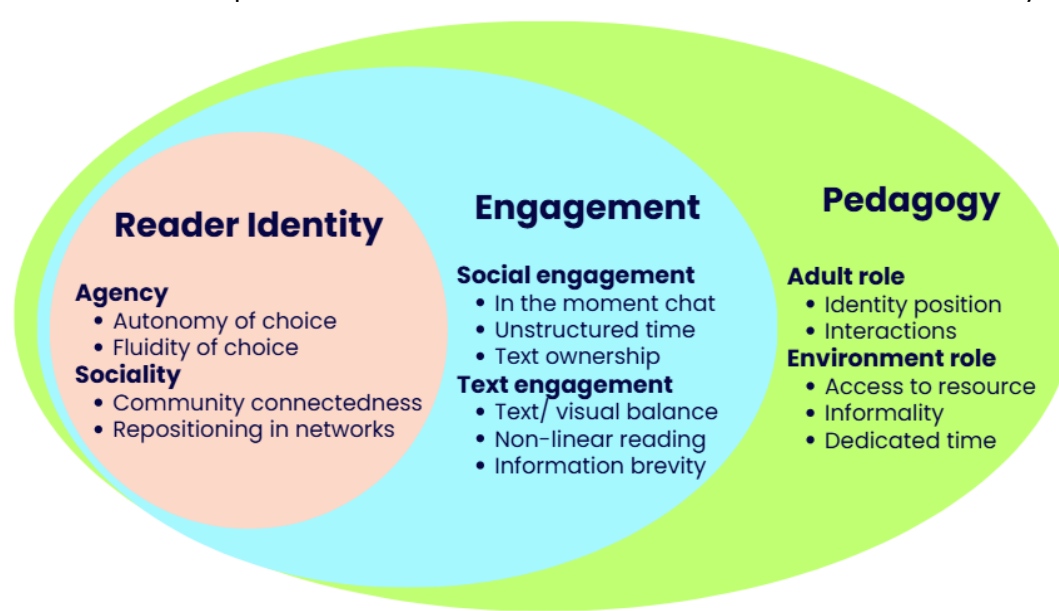 Reader Identity
Agency
• Autonomy of choice
• Fluidity of choice
Sociality
• Community connectedness
• Repositioning in networks
Engagement
Social engagement
• In the moment chat
• Unstructured time
• Text ownership
Text engagement
• Text/ visual balance
• Non-linear reading
• Information brevity
Pedagogy
Adult role
• Identity position
• Interactions
Environment role
• Access to resource
• Informality
• Dedicated time